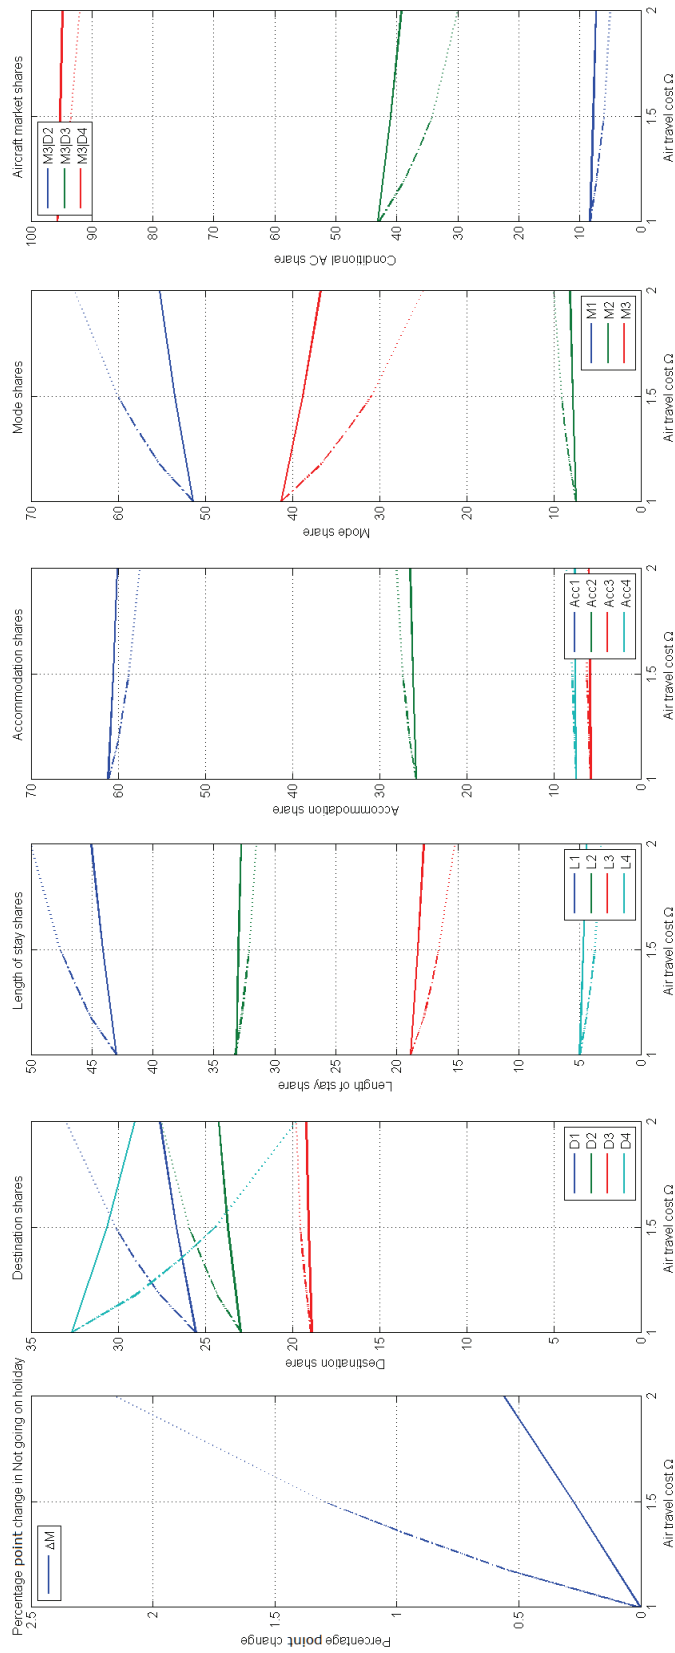 Percentage point change in Not going on holiday
ΔM
2.5
2
1.5
1
0.5
0
Percentage point change
1
1.5
2
Air travel cost Ω
Destination shares
35
30
25
20
15
10
5
0
Destination share
D1
D2
D3
D4
1
1.5
2
Air travel cost Ω
Length of stay shares
50
45
40
35
30
25
20
15
10
5
0
Length of stay share
L1
L2
L3
L4
1
1.5
2
Air travel cost Ω
Accommodation shares
70
60
50
40
30
20
10
0
Accommodation share
Acc1
Acc2
Acc3
Acc4
1
1.5
2
Air travel cost Ω
Mode shares
70
60
50
40
30
20
10
0
Mode share
M1
M2
M3
1
1.5
2
Air travel cost Ω
Aircraft market shares
100
90
80
70
60
50
40
30
20
10
0
Conditional AC share
M3|D2
M3|D3
M3|D4
1
1.5
2
Air travel cost Ω